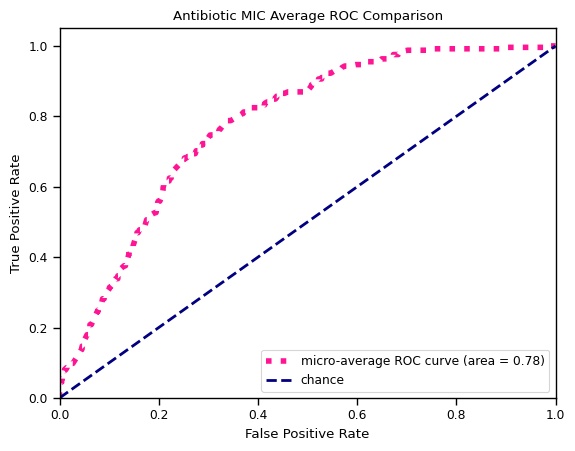 Antibiotic MIC Average ROC Comparison
1.0
0.8
0.6
0.4
0.2
0.0
True Positive Rate
micro-average ROC curve (area = 0.78)
chance
0.0 0.2 0.4 0.6 0.8 1.0
False Positive Rate